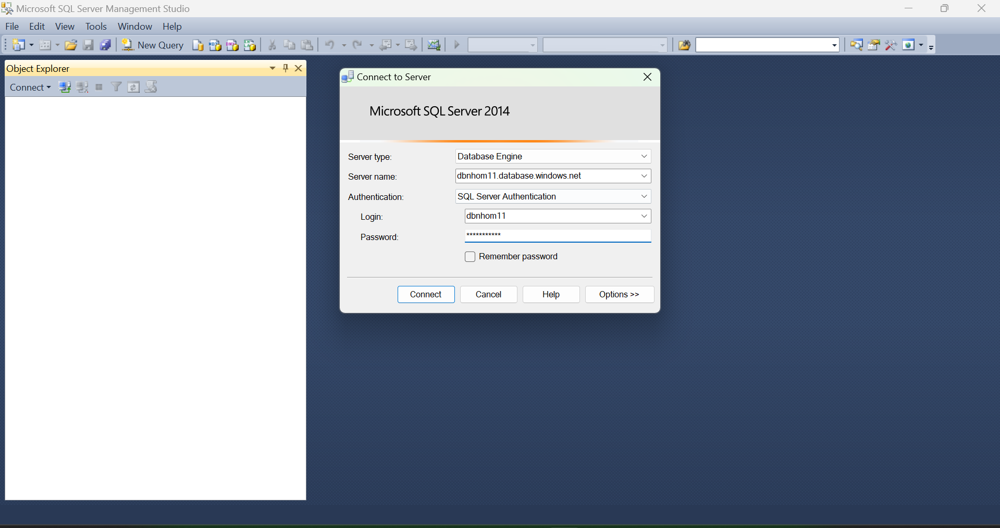 Microsoft SQL Server Management Studio
File Edit View Tools Window Help
New Query
Object Explorer
Connect
Connect to Server
Microsoft SQL Server 2014
Server type: Database Engine
Server name: dbnhom11.database.windows.net
Authentication: SQL Server Authentication
Login: dbnhom11
Password: ***********
Remember password
Connect Cancel Help Options >>